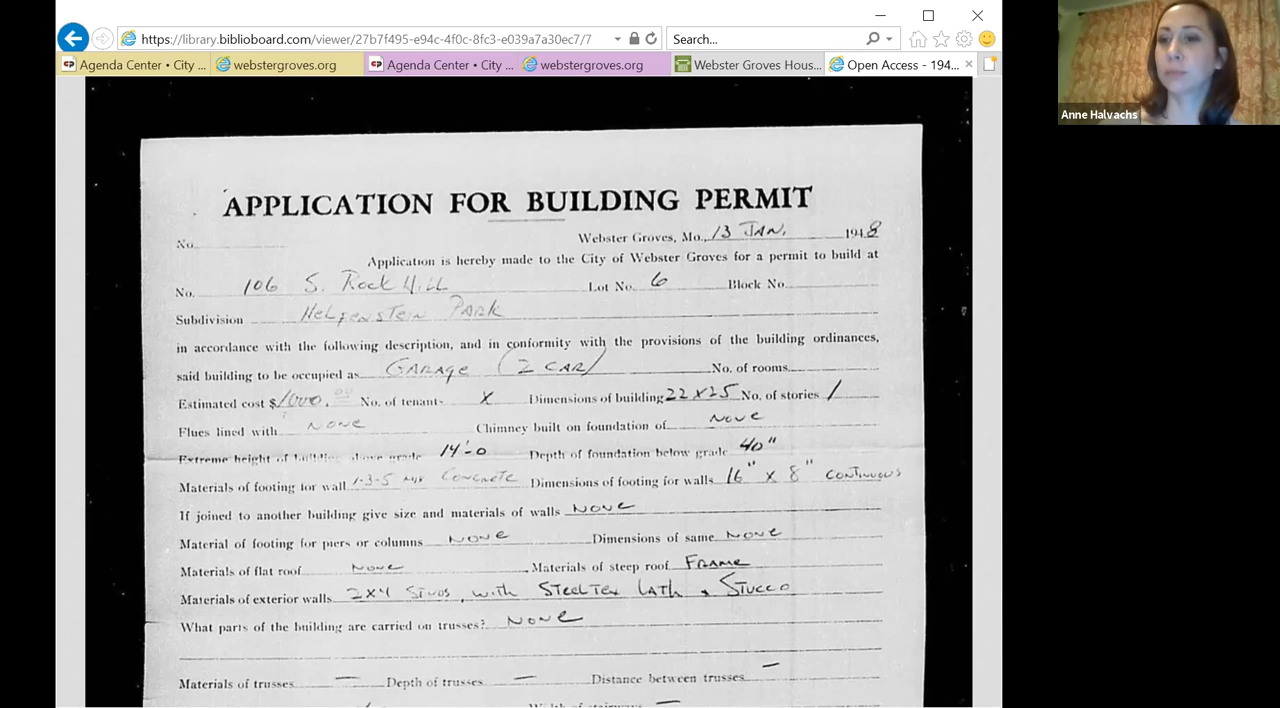 https://library.biblioboard.com/viewer/27b7f495-e94c-4f0c-8fc3-e039a7a30ec7/7
Search...
Agenda Center • City ...
webstergroves.org
Agenda Center • City ...
webstergroves.org
Webster Groves Hous...
Open Access - 194...
Anne Halvachs
APPLICATION FOR BUILDING PERMIT
No.
Webster Groves, Mo., 13 JAN. 1948
Application is hereby made to the City of Webster Groves for a permit to build at
No. 106 S. Rock Hill Lot No. 6 Block No.
Subdivision Helfenstein Park
in accordance with the following description, and in conformity with the provisions of the building ordinances,
said building to be occupied as GARAGE (2 CAR) No. of rooms
Estimated cost $1000.00 No. of tenants X Dimensions of building 22 X 25 No. of stories 1
Flues lined with NONE Chimney built on foundation of NONE
Extreme height of building above grade 14'-0 Depth of foundation below grade 40"
Materials of footing for wall 1-3-5 MIX CONCRETE Dimensions of footing for walls 16" X 8" CONTINUOUS
If joined to another building give size and materials of walls NONE
Material of footing for piers or columns NONE Dimensions of same NONE
Materials of flat roof NONE Materials of steep roof FRAME
Materials of exterior walls 2X4 STUDS, WITH STEELTEX LATH & STUCCO
What parts of the building are carried on trusses? NONE
Materials of trusses — Depth of trusses — Distance between trusses —